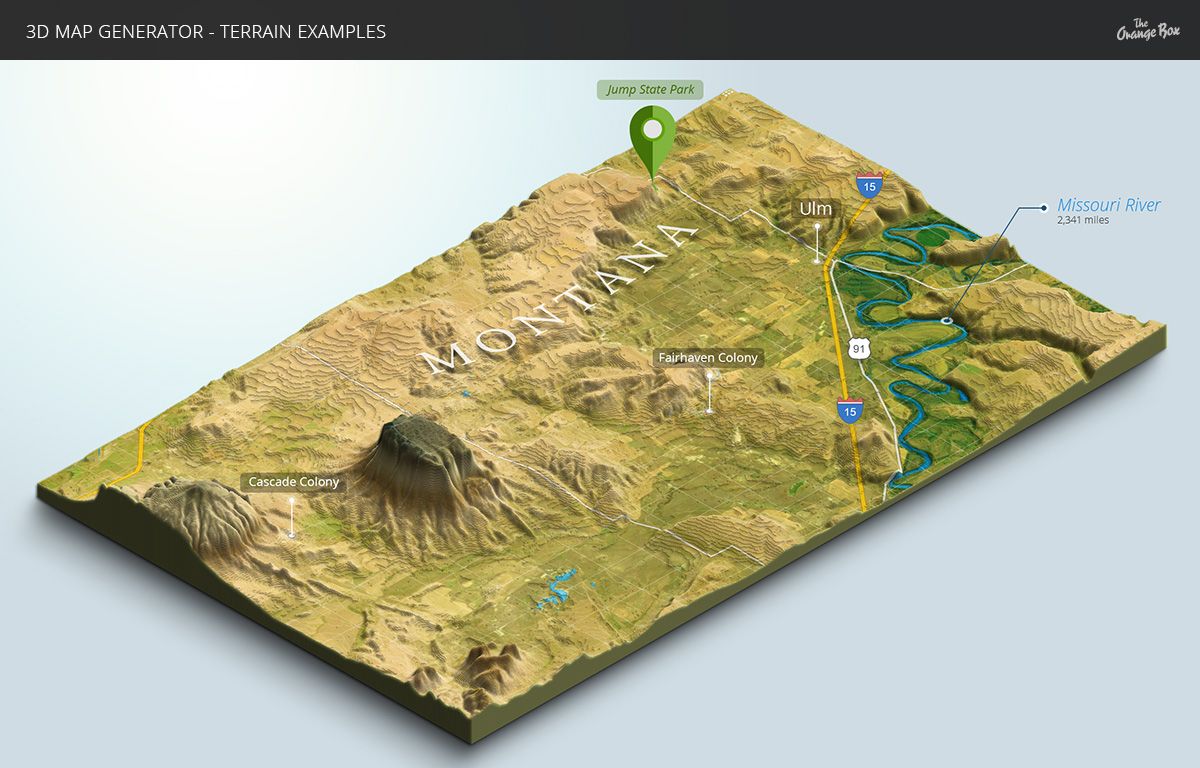 3D MAP GENERATOR - TERRAIN EXAMPLES
The
Orange Box
Jump State Park
15
Ulm
Missouri River
2,341 miles
MONTANA
91
Fairhaven Colony
15
Cascade Colony